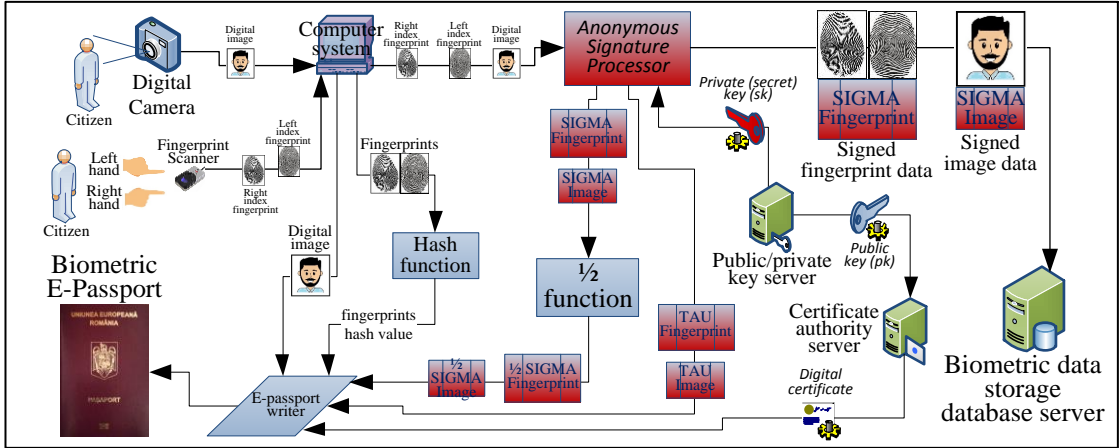 Citizen
Digital
Camera
Digital
image
Computer
system
Right
index
fingerprint
Left
index
fingerprint
Digital
image
Anonymous
Signature
Processor
Private (secret)
key (sk)
SIGMA
Fingerprint
Signed
fingerprint data
SIGMA
Image
Signed
image data
Left
hand
Right
hand
Citizen
Fingerprint
Scanner
Left
index
fingerprint
Right
index
fingerprint
Fingerprints
Hash
function
SIGMA
Fingerprint
SIGMA
Image
½
function
Public/private
key server
Public
key (pk)
Digital
image
Biometric
E-Passport
UNIUNEA EUROPEANĂ
ROMÂNIA
PAȘAPORT
fingerprints
hash value
½
SIGMA
Image
½ SIGMA
Fingerprint
TAU
Fingerprint
TAU
Image
Certificate
authority
server
Digital
certificate
E-passport
writer
Biometric data
storage
database server